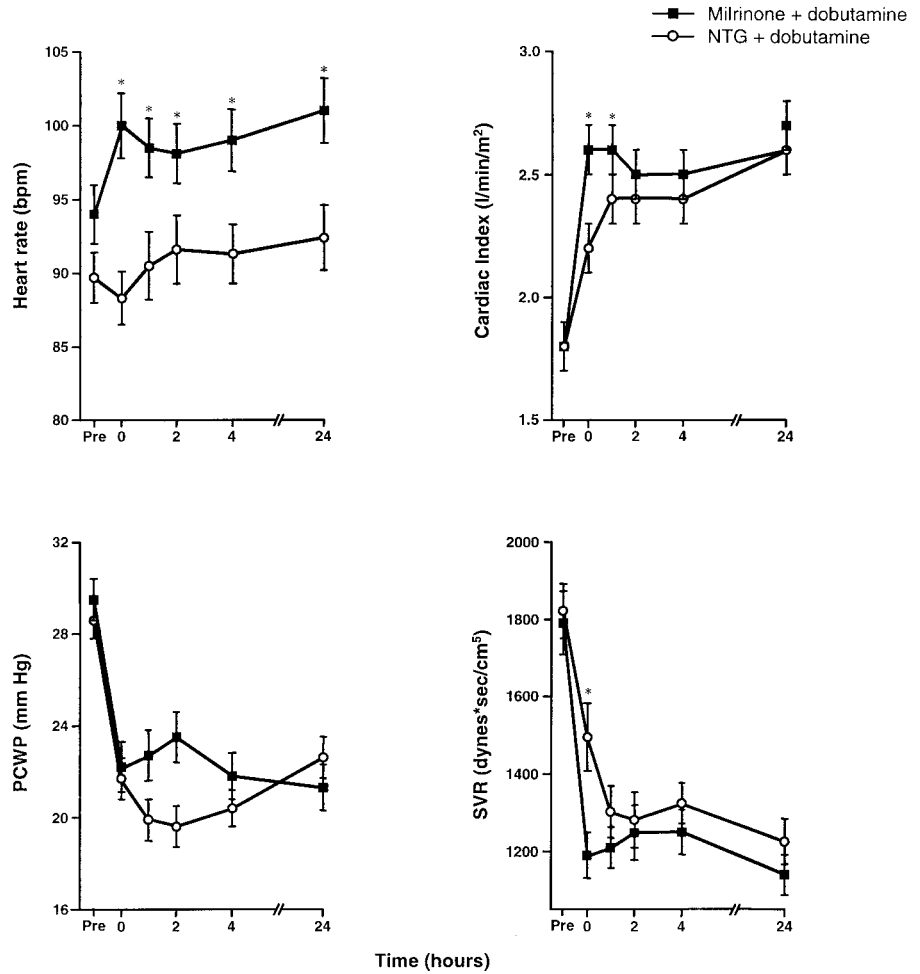 Milrinone + dobutamine
NTG + dobutamine
Heart rate (bpm)
105
100
95
90
85
80
* * * * *
Pre 0 2 4 24
Cardiac Index (l/min/m²)
3.0
2.5
2.0
1.5
* *
Pre 0 2 4 24
PCWP (mm Hg)
32
28
24
20
16
Pre 0 2 4 24
SVR (dynes*sec/cm⁵)
2000
1800
1600
1400
1200
*
Pre 0 2 4 24
Time (hours)